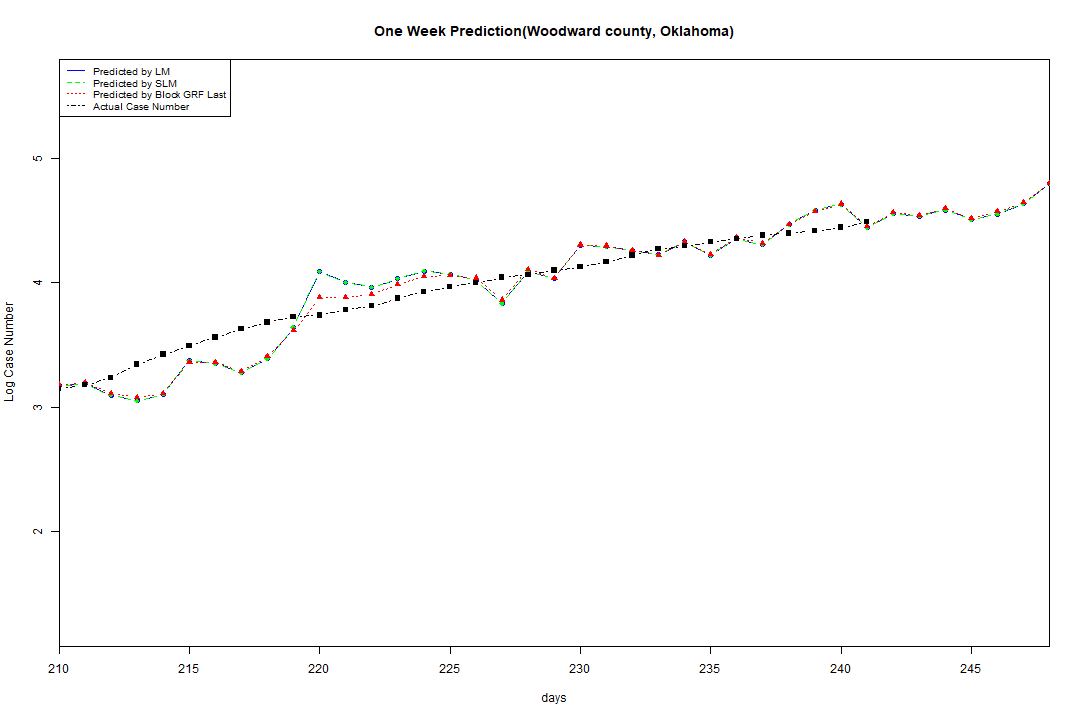 One Week Prediction(Woodward county, Oklahoma)
Predicted by LM
Predicted by SLM
Predicted by Block GRF Last
Actual Case Number
5
4
3
2
Log Case Number
210 215 220 225 230 235 240 245
days